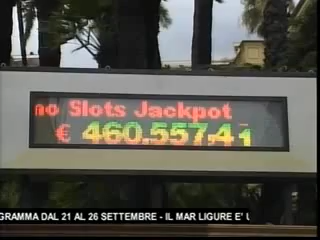 no Slots Jackpot
€ 460.557,41
GRAMMA DAL 21 AL 26 SETTEMBRE - IL MAR LIGURE E' U